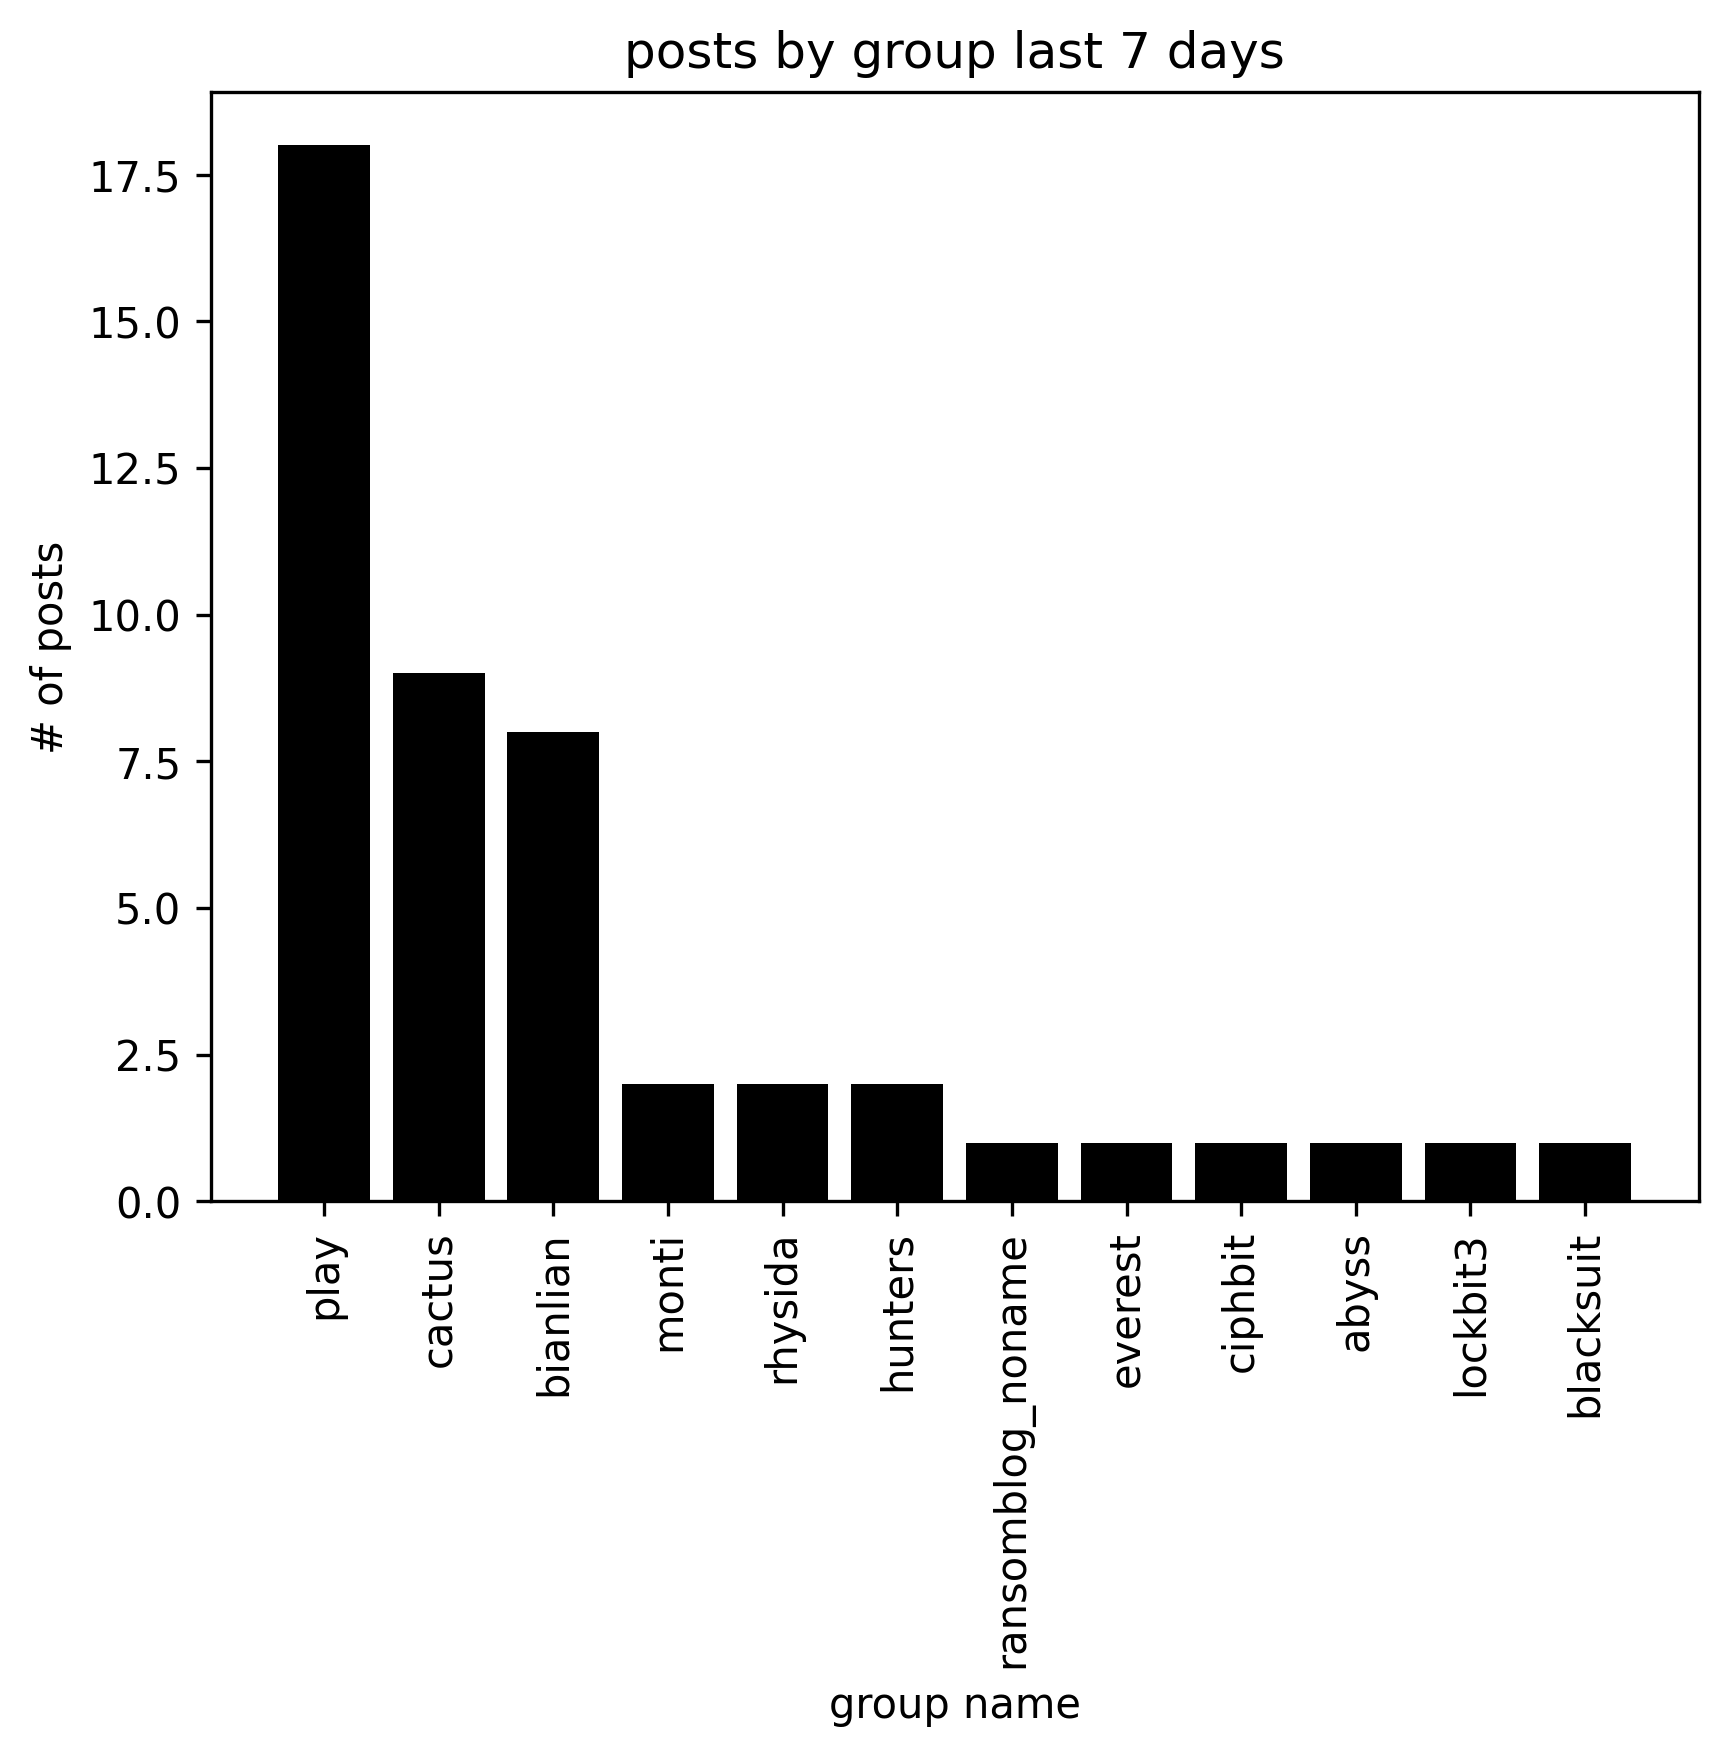 posts by group last 7 days
# of posts
17.5
15.0
12.5
10.0
7.5
5.0
2.5
0.0
play
cactus
bianlian
monti
rhysida
hunters
ransomblog_noname
everest
ciphbit
abyss
lockbit3
blacksuit
group name